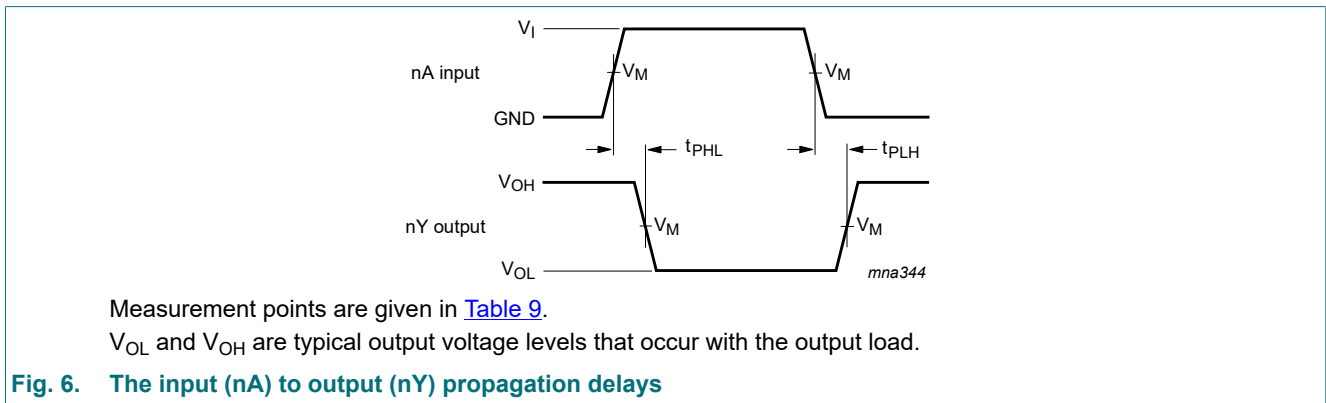 VI
nA input
VM
VM
GND
tPHL
tPLH
VOH
nY output
VM
VM
VOL
mna344
Measurement points are given in Table 9.
VOL and VOH are typical output voltage levels that occur with the output load.
Fig. 6. The input (nA) to output (nY) propagation delays